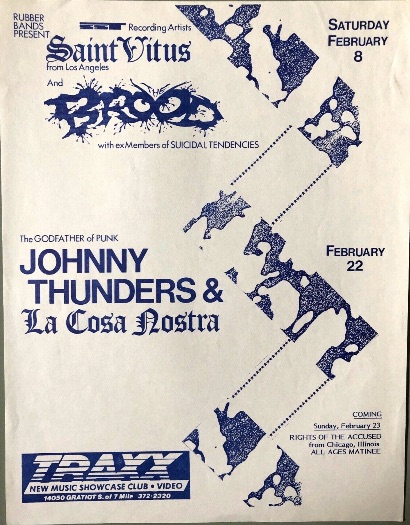 RUBBER
BANDS
PRESENT
SST Recording Artists
Saint Vitus
from Los Angeles
And
THE
BROOD
with exMembers of SUICIDAL TENDENCIES
SATURDAY
FEBRUARY
8
The GODFATHER of PUNK
JOHNNY
THUNDERS &
La Cosa Nostra
FEBRUARY
22
COMING
Sunday, February 23
RIGHTS OF THE ACCUSED
from Chicago, Illinois
ALL AGES MATINEE
TRAXX
NEW MUSIC SHOWCASE CLUB • VIDEO
14050 GRATIOT S. of 7 Mile 372-2320